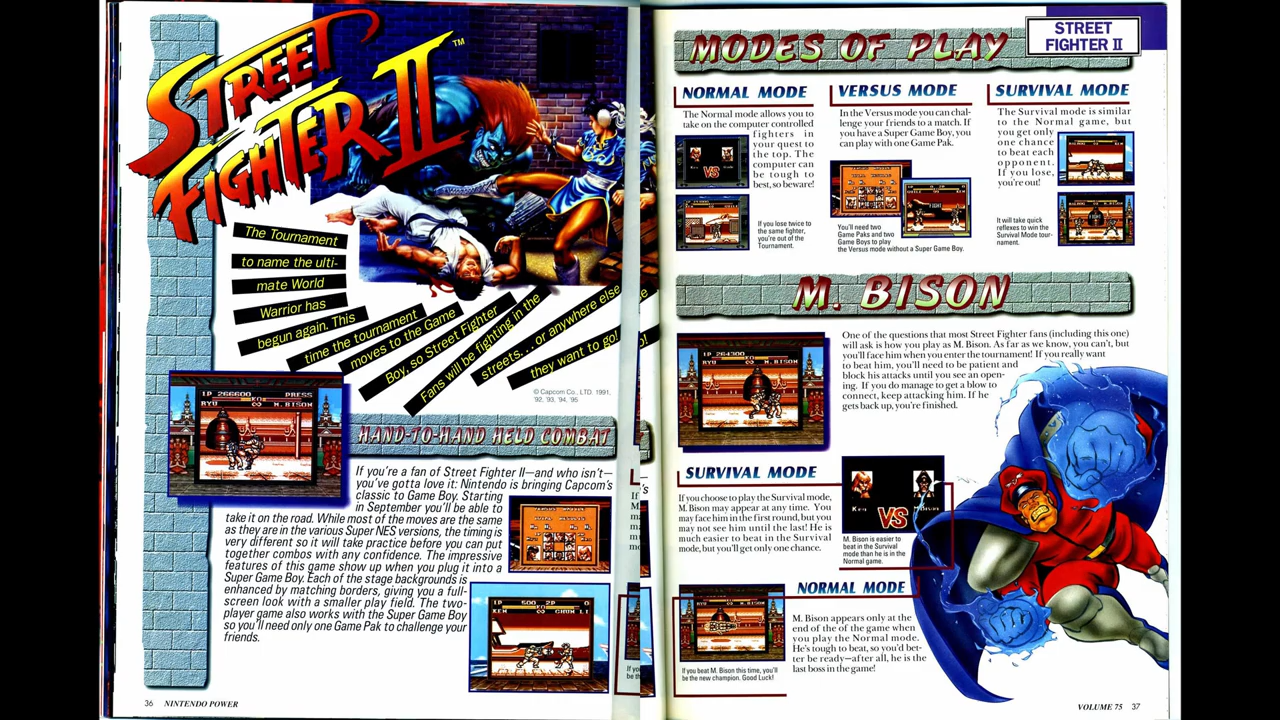 STREET
FIGHTER II™
The Tournament
to name the ulti-
mate World
Warrior has
begun again. This
time the tournament
moves to the Game
Boy, so Street Fighter
Fans will be fighting in the
streets. . . or anywhere else
they want to go!
© Capcom Co., LTD. 1991,
92, '93, '94, '95
LP 266600 PRESS
RYU ∞ M.BISON
HAND-TO-HAND HELD COMBAT
If you're a fan of Street Fighter II—and who isn't—
you've gotta love it: Nintendo is bringing Capcom's
classic to Game Boy. Starting
in September you'll be able to
take it on the road. While most of the moves are the same
as they are in the various Super NES versions, the timing is
very different so it will take practice before you can put
together combos with any confidence. The impressive
features of this game show up when you plug it into a
Super Game Boy. Each of the stage backgrounds is
enhanced by matching borders, giving you a full-
screen look with a smaller play field. The two-
player game also works with the Super Game Boy
so you'll need only one Game Pak to challenge your
friends.
LP 500 2P 0
KEN ∞ CHUN LI
36 NINTENDO POWER
STREET
FIGHTER II
MODES OF PLAY
NORMAL MODE
The Normal mode allows you to
take on the computer controlled
fighters in
your quest to
the top. The
computer can
be tough to
best, so beware!
VS
If you lose twice to
the same fighter,
you're out of the
Tournament.
VERSUS MODE
In the Versus mode you can chal-
lenge your friends to a match. If
you have a Super Game Boy, you
can play with one Game Pak.
You'll need two
Game Paks and two
Game Boys to play
the Versus mode without a Super Game Boy.
SURVIVAL MODE
The Survival mode is similar
to the Normal game, but
you get only
one chance
to beat each
opponent.
If you lose,
you're out!
It will take quick
reflexes to win the
Survival Mode tour-
nament.
M. BISON
LP 264300
RYU ∞ M.BISON
One of the questions that most Street Fighter fans (including this one)
will ask is how you play as M. Bison. As far as we know, you can't, but
you'll face him when you enter the tournament! If you really want
to beat him, you'll need to be patient and
block his attacks until you see an open-
ing. If you do manage to get a blow to
connect, keep attacking him. If he
gets back up, you're finished.
SURVIVAL MODE
If you choose to play the Survival mode,
M. Bison may appear at any time. You
may face him in the first round, but you
may not see him until the last! He is
much easier to beat in the Survival
mode, but you'll get only one chance.
Ken VS M.Bison
M. Bison is easier to
beat in the Survival
mode than he is in the
Normal game.
NORMAL MODE
M. Bison appears only at the
end of the of the game when
you play the Normal mode.
He's tough to beat, so you'd bet-
ter be ready—after all, he is the
last boss in the game!
RYU M.BISON
If you beat M. Bison this time, you'll
be the new champion. Good Luck!
VOLUME 75 37